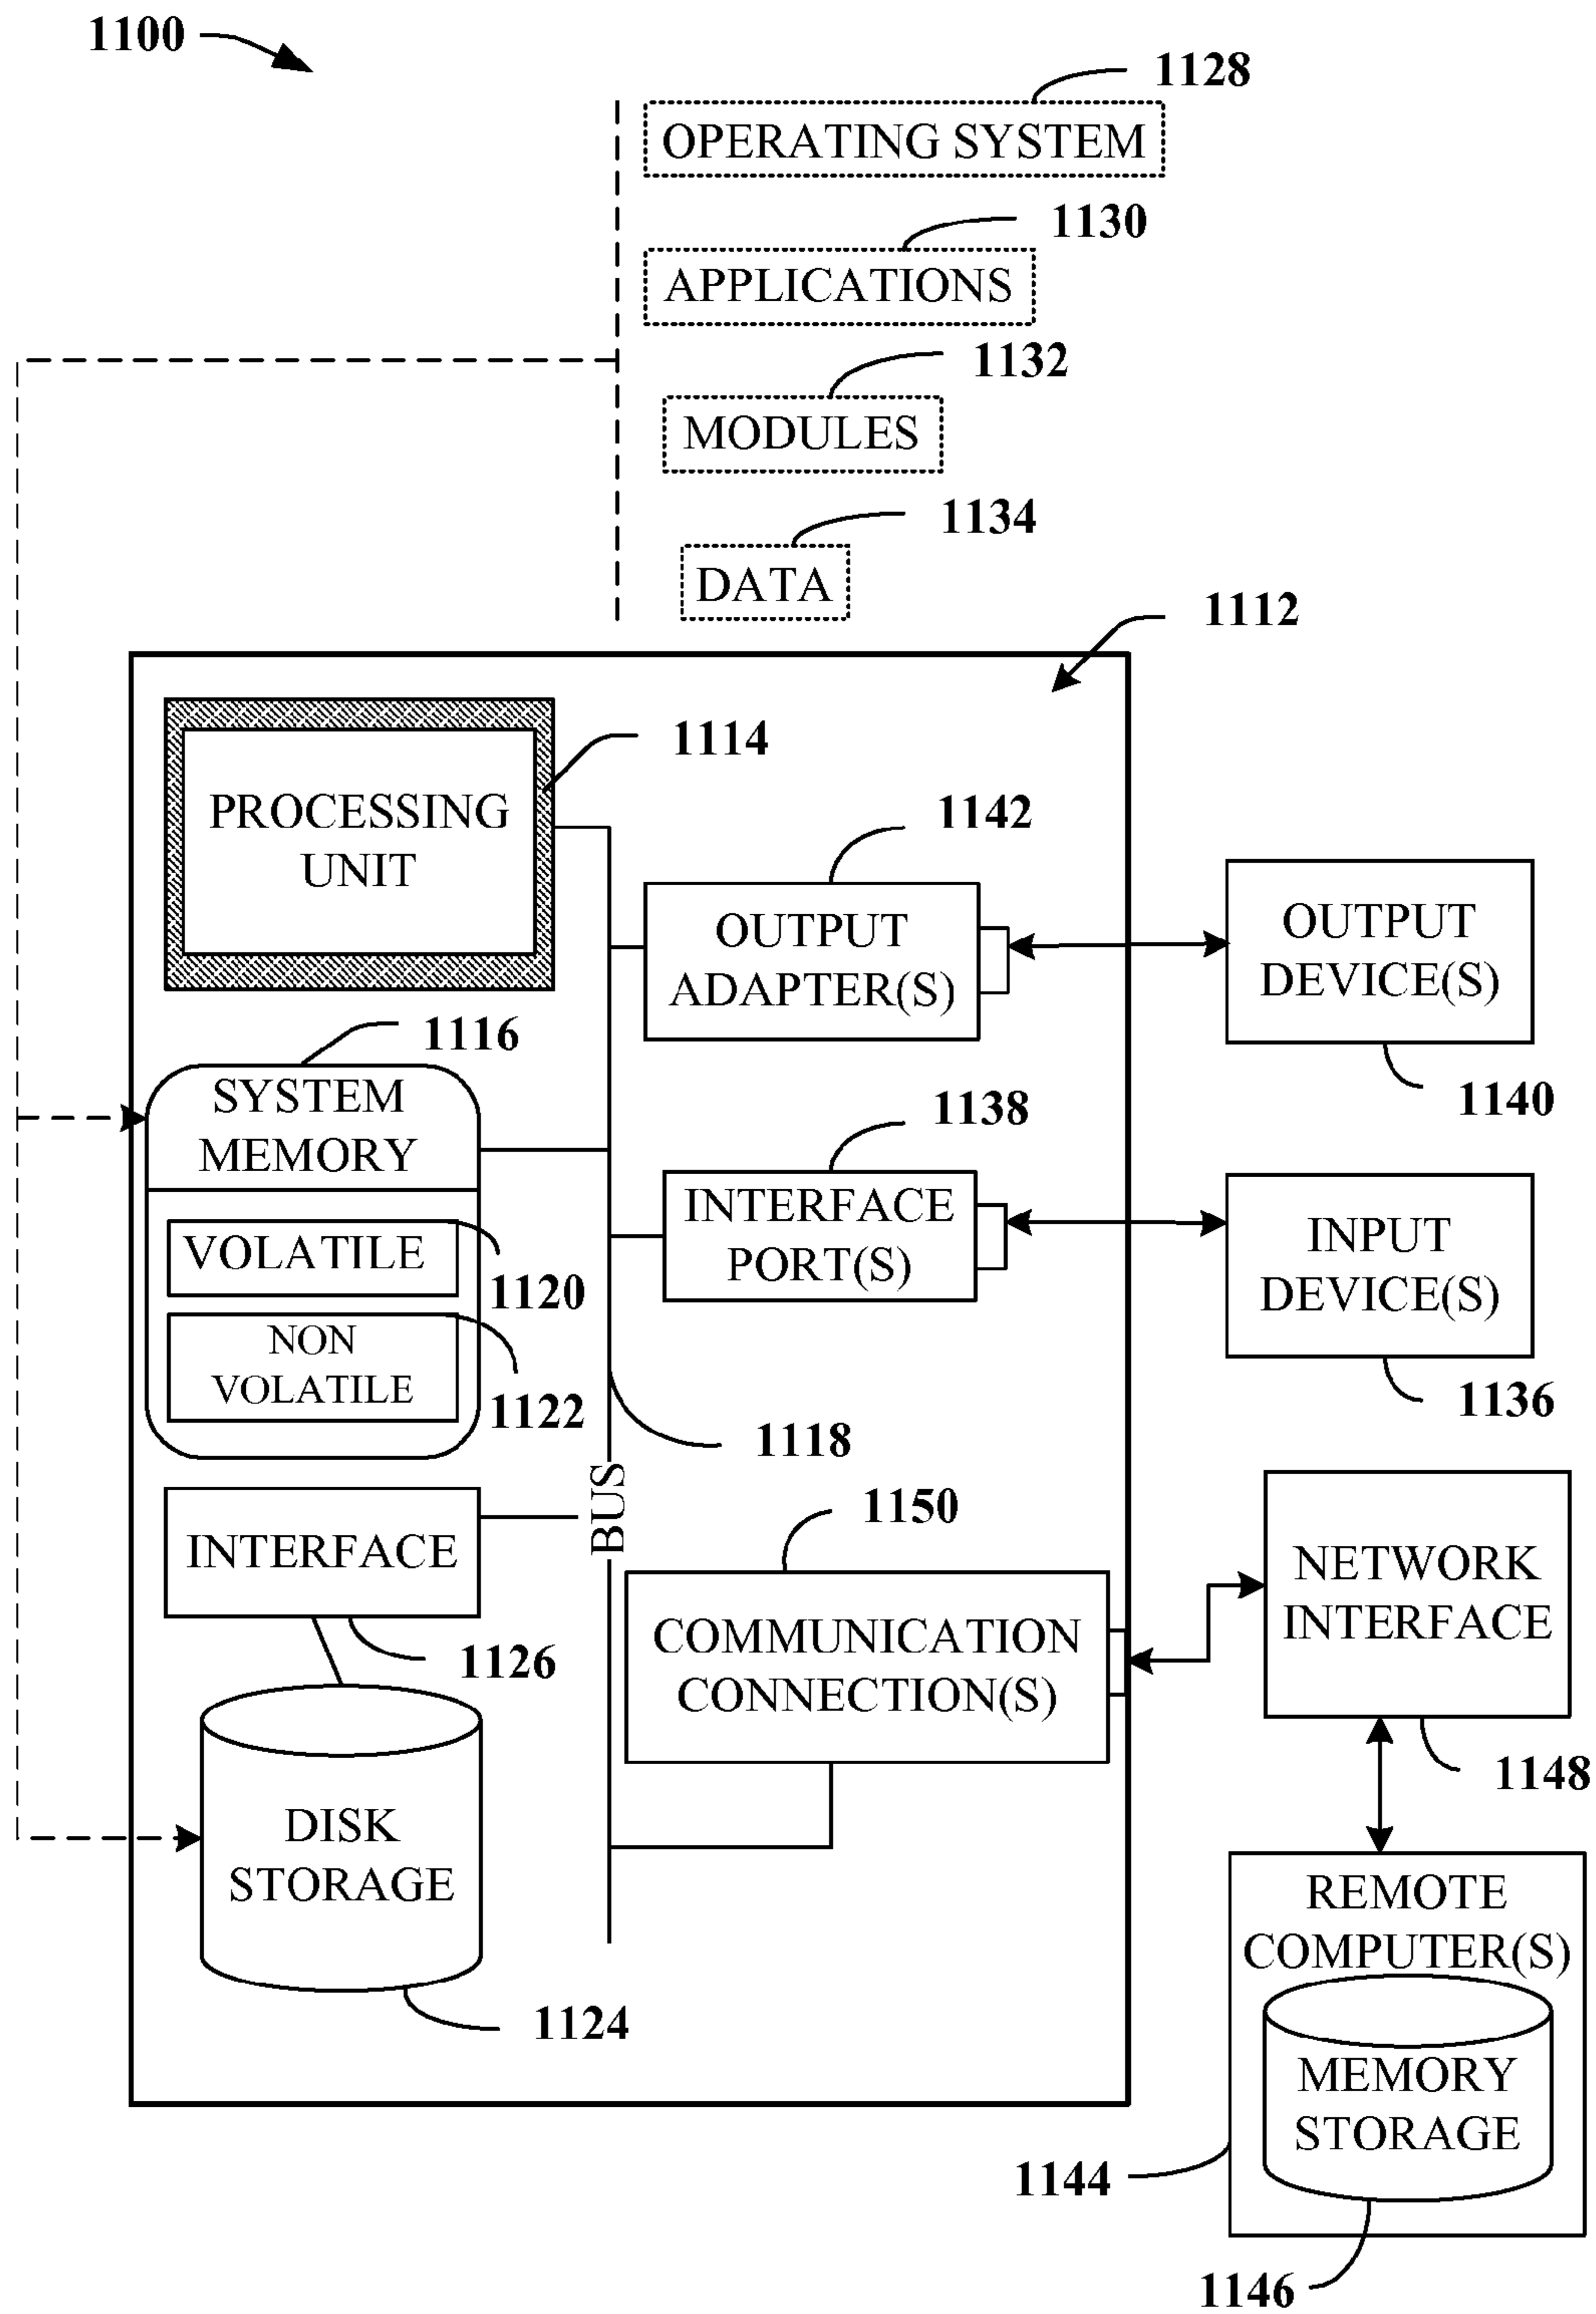 1100
1128
OPERATING SYSTEM
1130
APPLICATIONS
1132
MODULES
1134
DATA
1112
PROCESSING
UNIT
1114
1142
OUTPUT
ADAPTER(S)
OUTPUT
DEVICE(S)
1140
1116
SYSTEM
MEMORY
VOLATILE
1120
NON
VOLATILE
1122
1138
INTERFACE
PORT(S)
INPUT
DEVICE(S)
1136
1118
BUS
INTERFACE
1126
1150
COMMUNICATION
CONNECTION(S)
NETWORK
INTERFACE
1148
DISK
STORAGE
1124
REMOTE
COMPUTER(S)
MEMORY
STORAGE
1144
1146